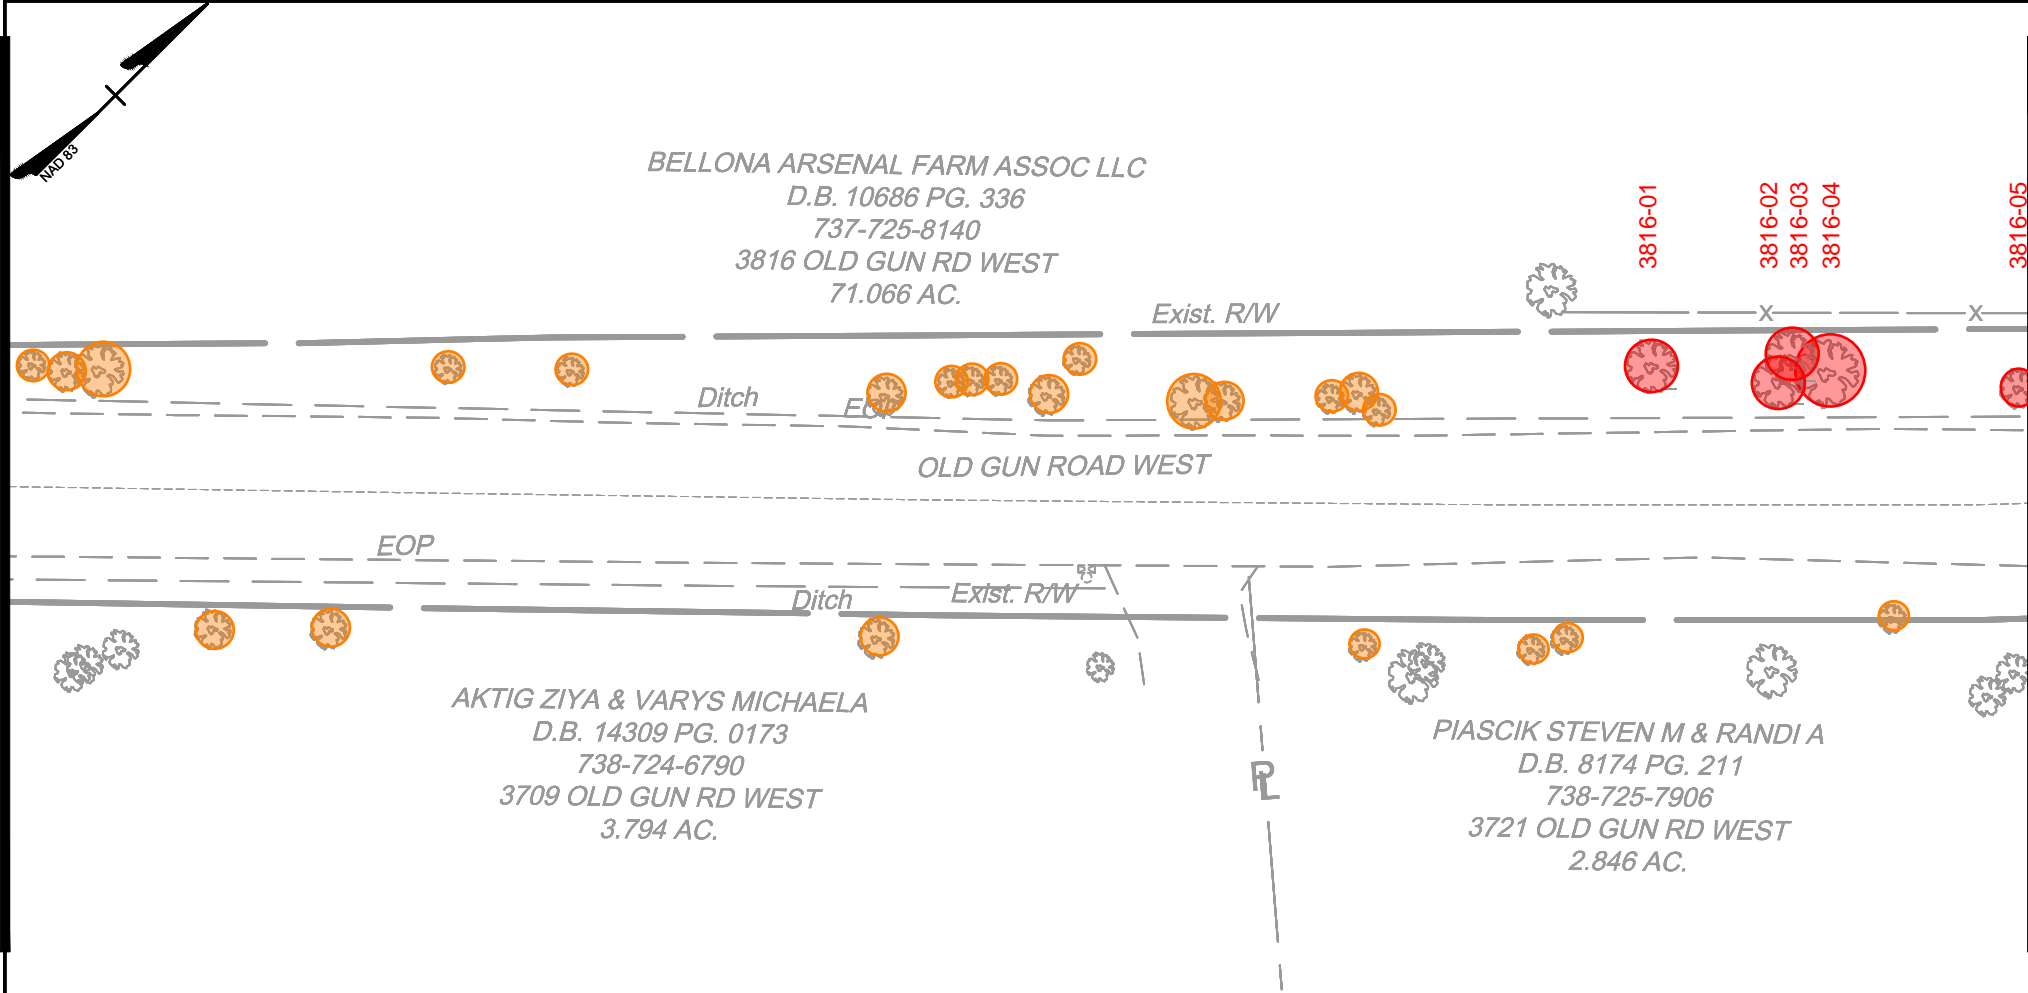 NAD 83
BELLONA ARSENAL FARM ASSOC LLC
D.B. 10686 PG. 336
737-725-8140
3816 OLD GUN RD WEST
71.066 AC.
3816-01
3816-02
3816-03
3816-04
3816-05
Exist. R/W
X
X
Ditch
EOP
OLD GUN ROAD WEST
EOP
Ditch
Exist. R/W
AKTIG ZIYA & VARYS MICHAELA
D.B. 14309 PG. 0173
738-724-6790
3709 OLD GUN RD WEST
3.794 AC.
PL
PIASCIK STEVEN M & RANDI A
D.B. 8174 PG. 211
738-725-7906
3721 OLD GUN RD WEST
2.846 AC.